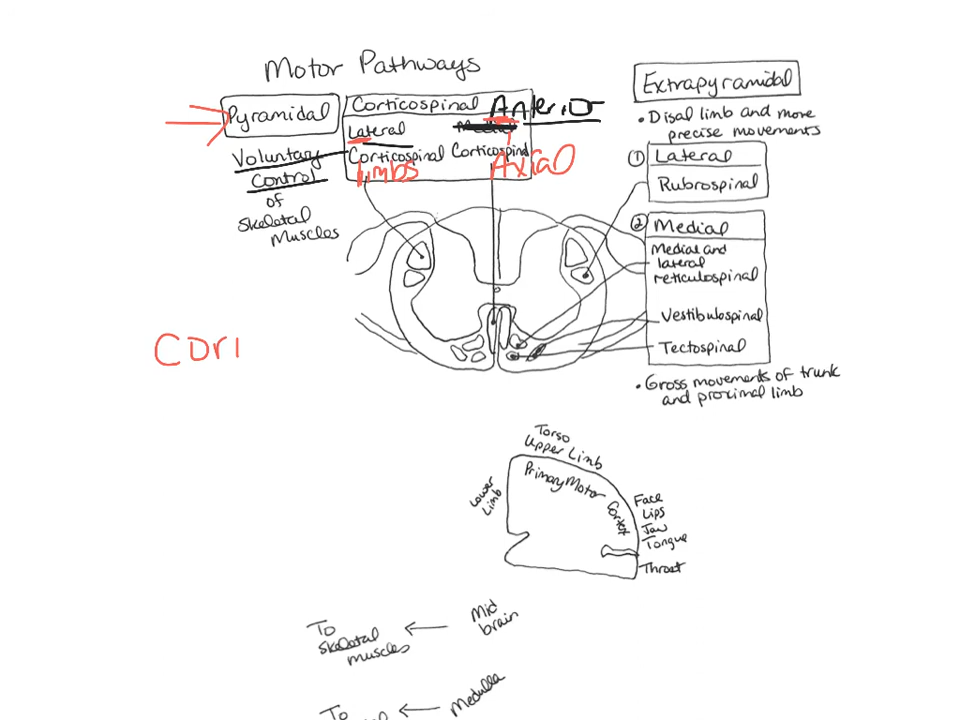 Motor Pathways
Pyramidal
Corticospinal
Anterior
Lateral
Corticospinal
Corticospinal
limbs
Axial
Voluntary
Control
of
Skeletal
Muscles
Extrapyramidal
• Disal limb and more
precise movements
① Lateral
Rubrospinal
② Medial
Medial and
lateral
reticulospinal
Vestibulospinal
Tectospinal
• Gross movements of trunk
and proximal limb
CORI
Torso
Upper Limb
Lower
Limb
Primary Motor
Cortex
Face
Lips
Jaw
Tongue
Throat
Mid
brain
To
Skeletal
muscles
Medulla
To